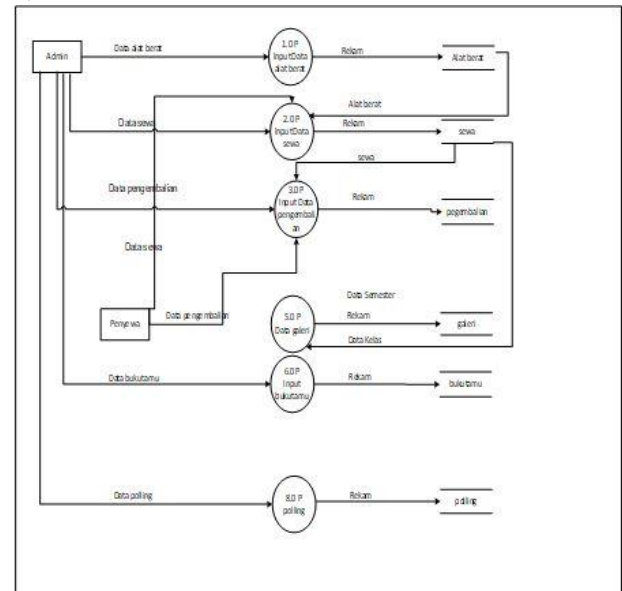 Admin
Data alat berat
1.0 P
Input Data
alat berat
Rekam
Alat berat
Alat berat
Data sewa
2.0 P
Input Data
sewa
Rekam
sewa
sewa
Data pengembalian
3.0 P
Input Data
pengembali
an
Rekam
pegembalian
Data sewa
Penyewa
Data pengembalian
Data Semester
5.0 P
Data galeri
Rekam
galeri
Data Kelas
Data bukutamu
6.0 P
Input
bukutamu
Rekam
bukutamu
Data polling
8.0 P
polling
Rekam
polling